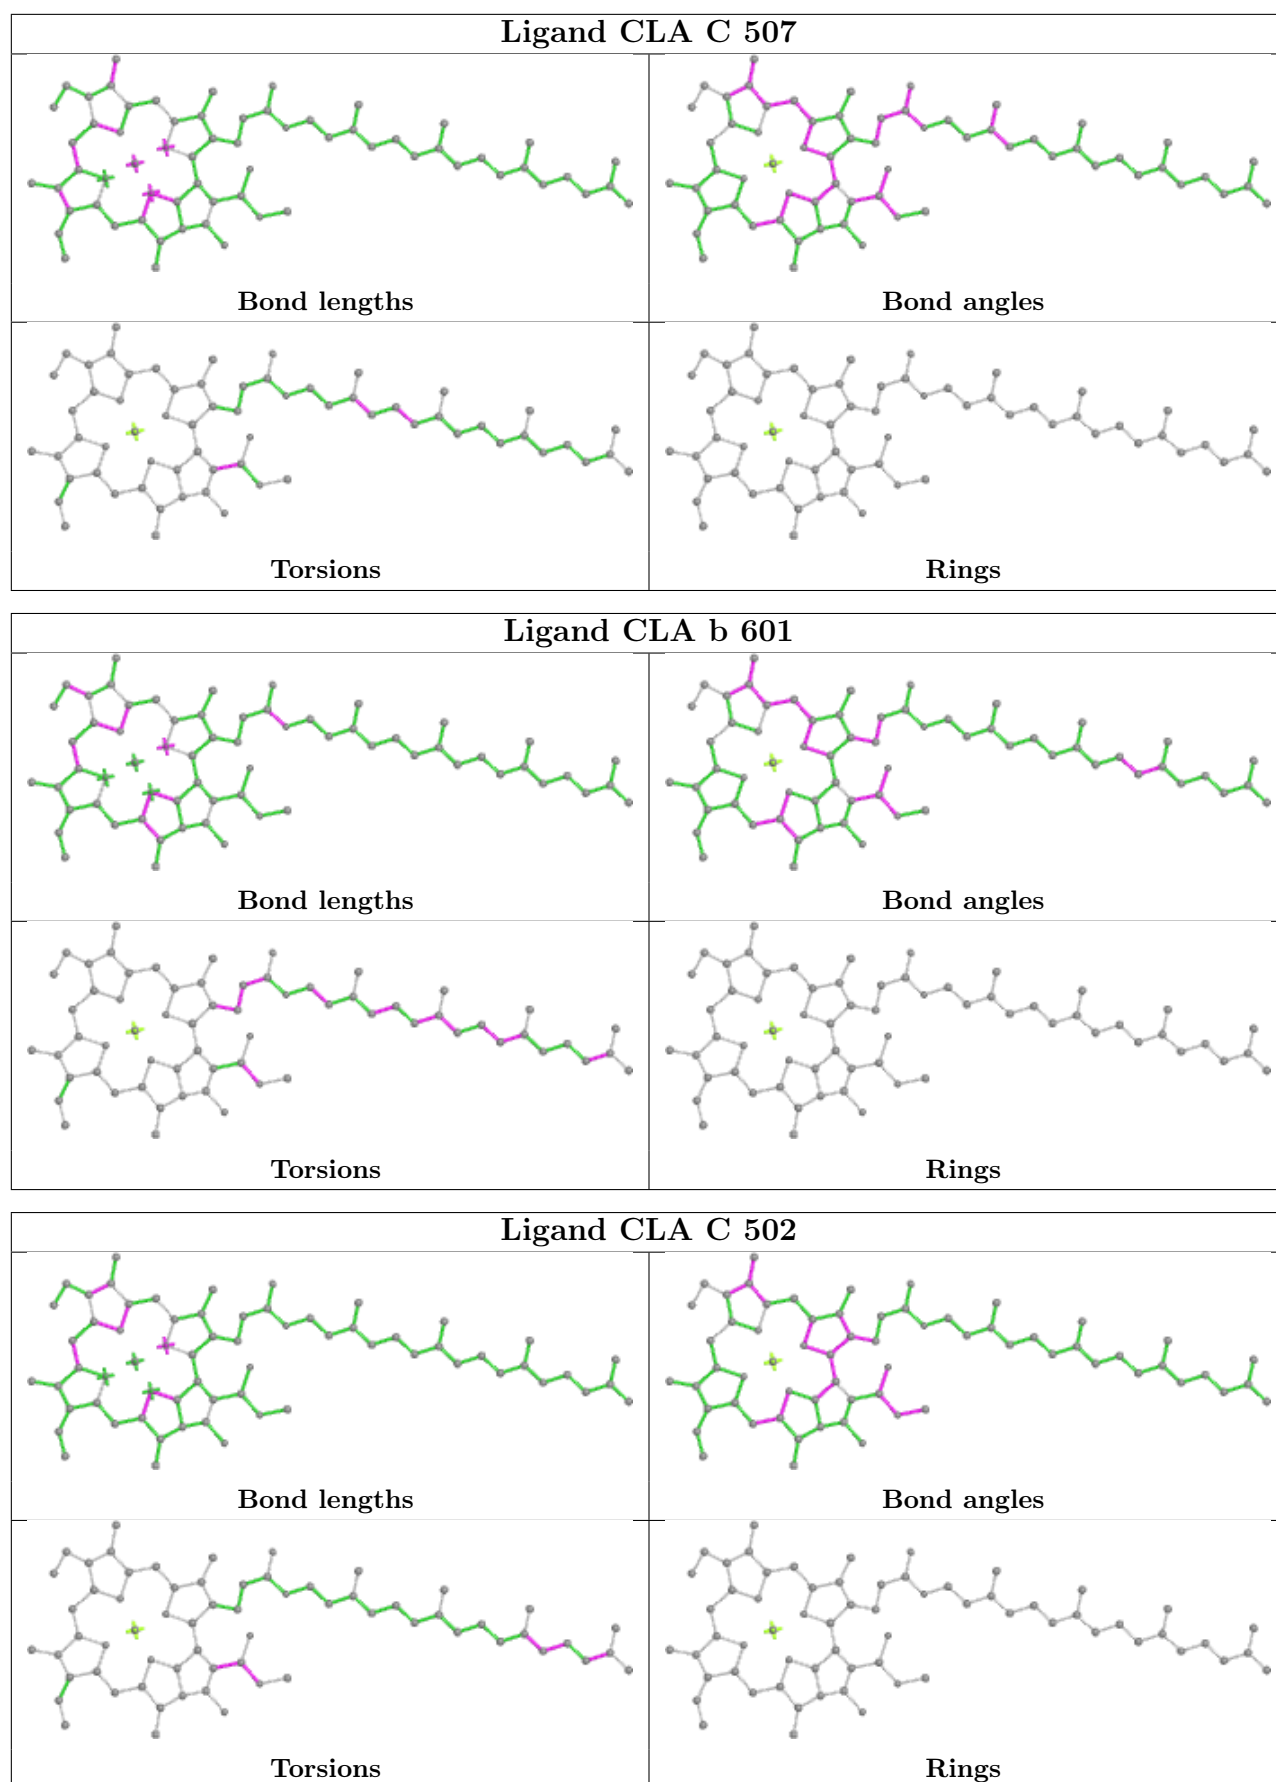 Ligand CLA C 507
Bond lengths
Bond angles
Torsions
Rings
Ligand CLA b 601
Bond lengths
Bond angles
Torsions
Rings
Ligand CLA C 502
Bond lengths
Bond angles
Torsions
Rings